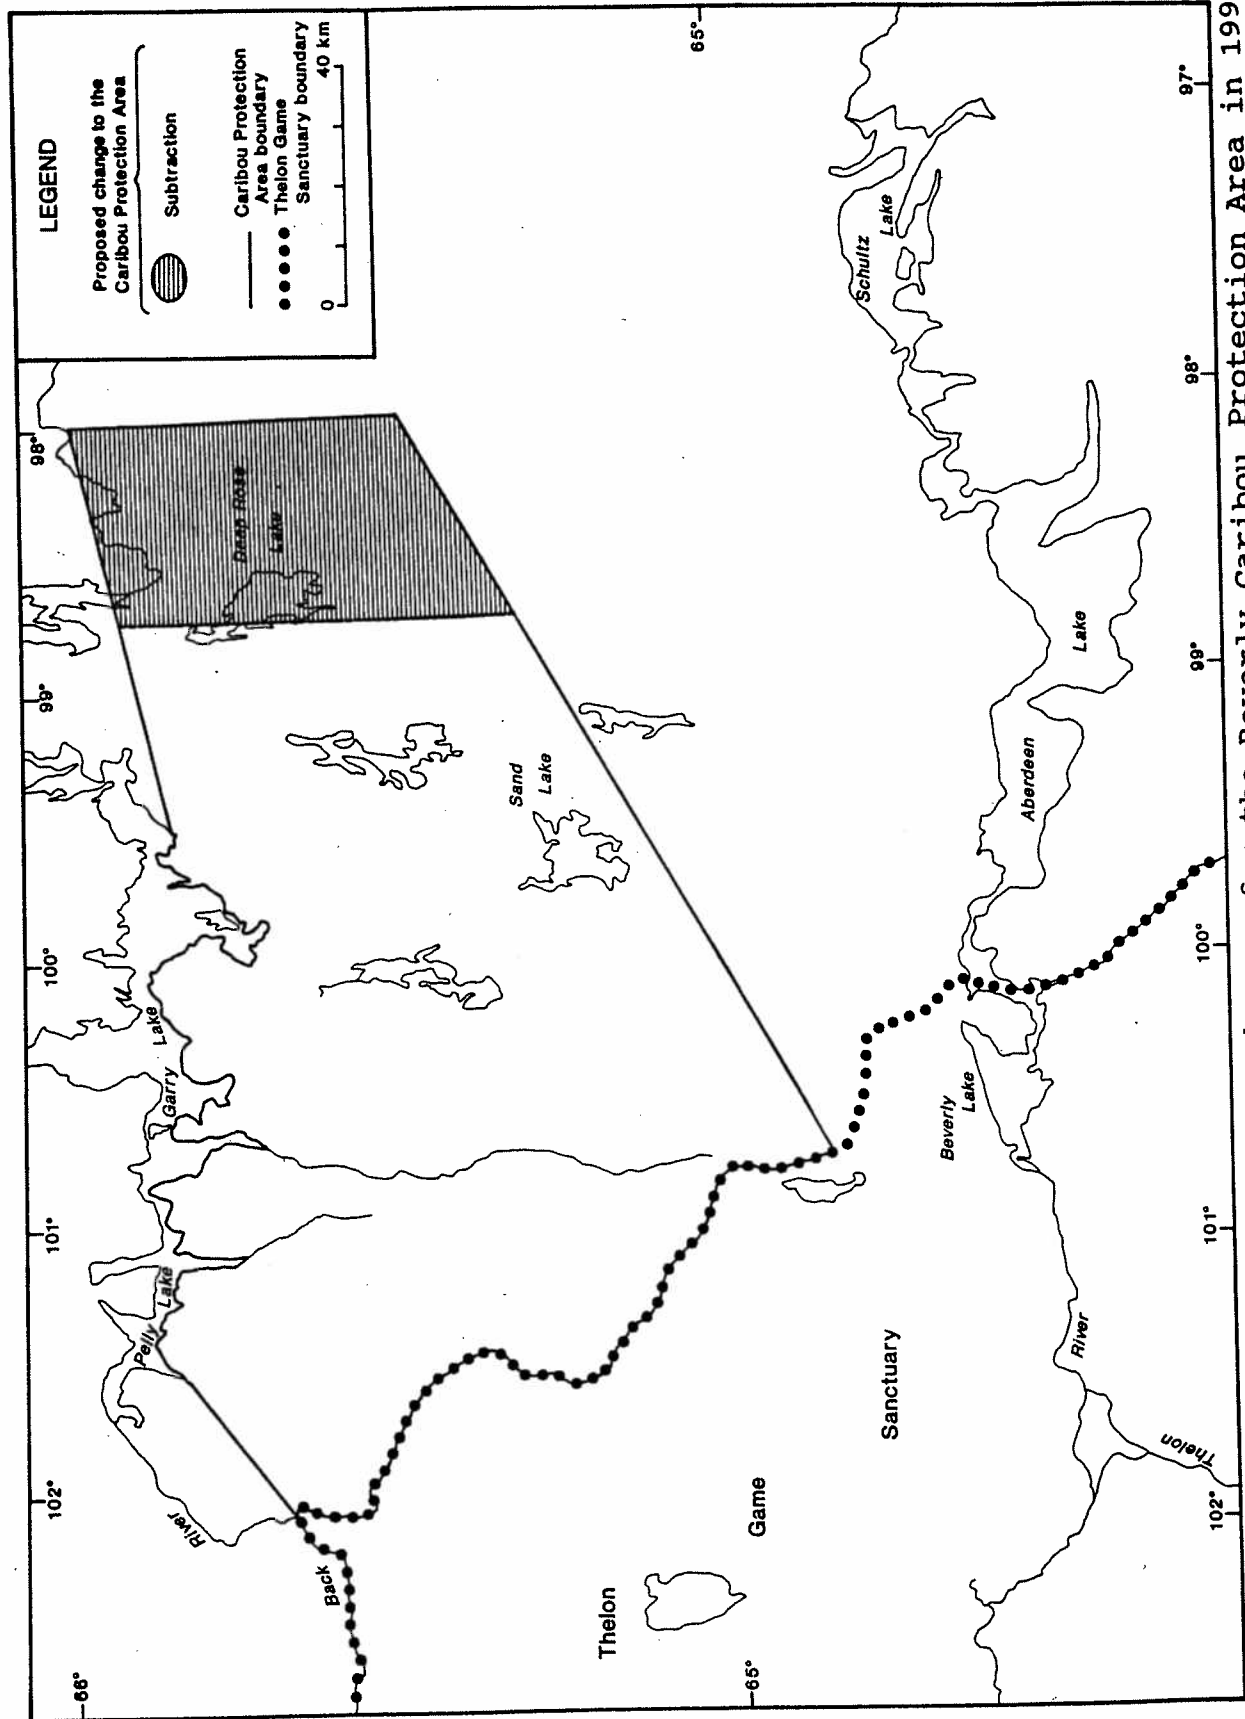 LEGEND
Proposed change to the
Caribou Protection Area
Subtraction
Caribou Protection
Area boundary
Thelon Game
Sanctuary boundary
0
40 km
66°
102°
101°
100°
99°
98°
65°
65°
102°
101°
100°
99°
98°
97°
River
Back
Pelly
Lake
Garry
Lake
Deep Rose
Lake
Sand
Lake
Thelon
Game
Sanctuary
Beverly
Lake
Aberdeen
Lake
Schultz
Lake
River
Thelon
the Beverly Caribou Protection Area in 199